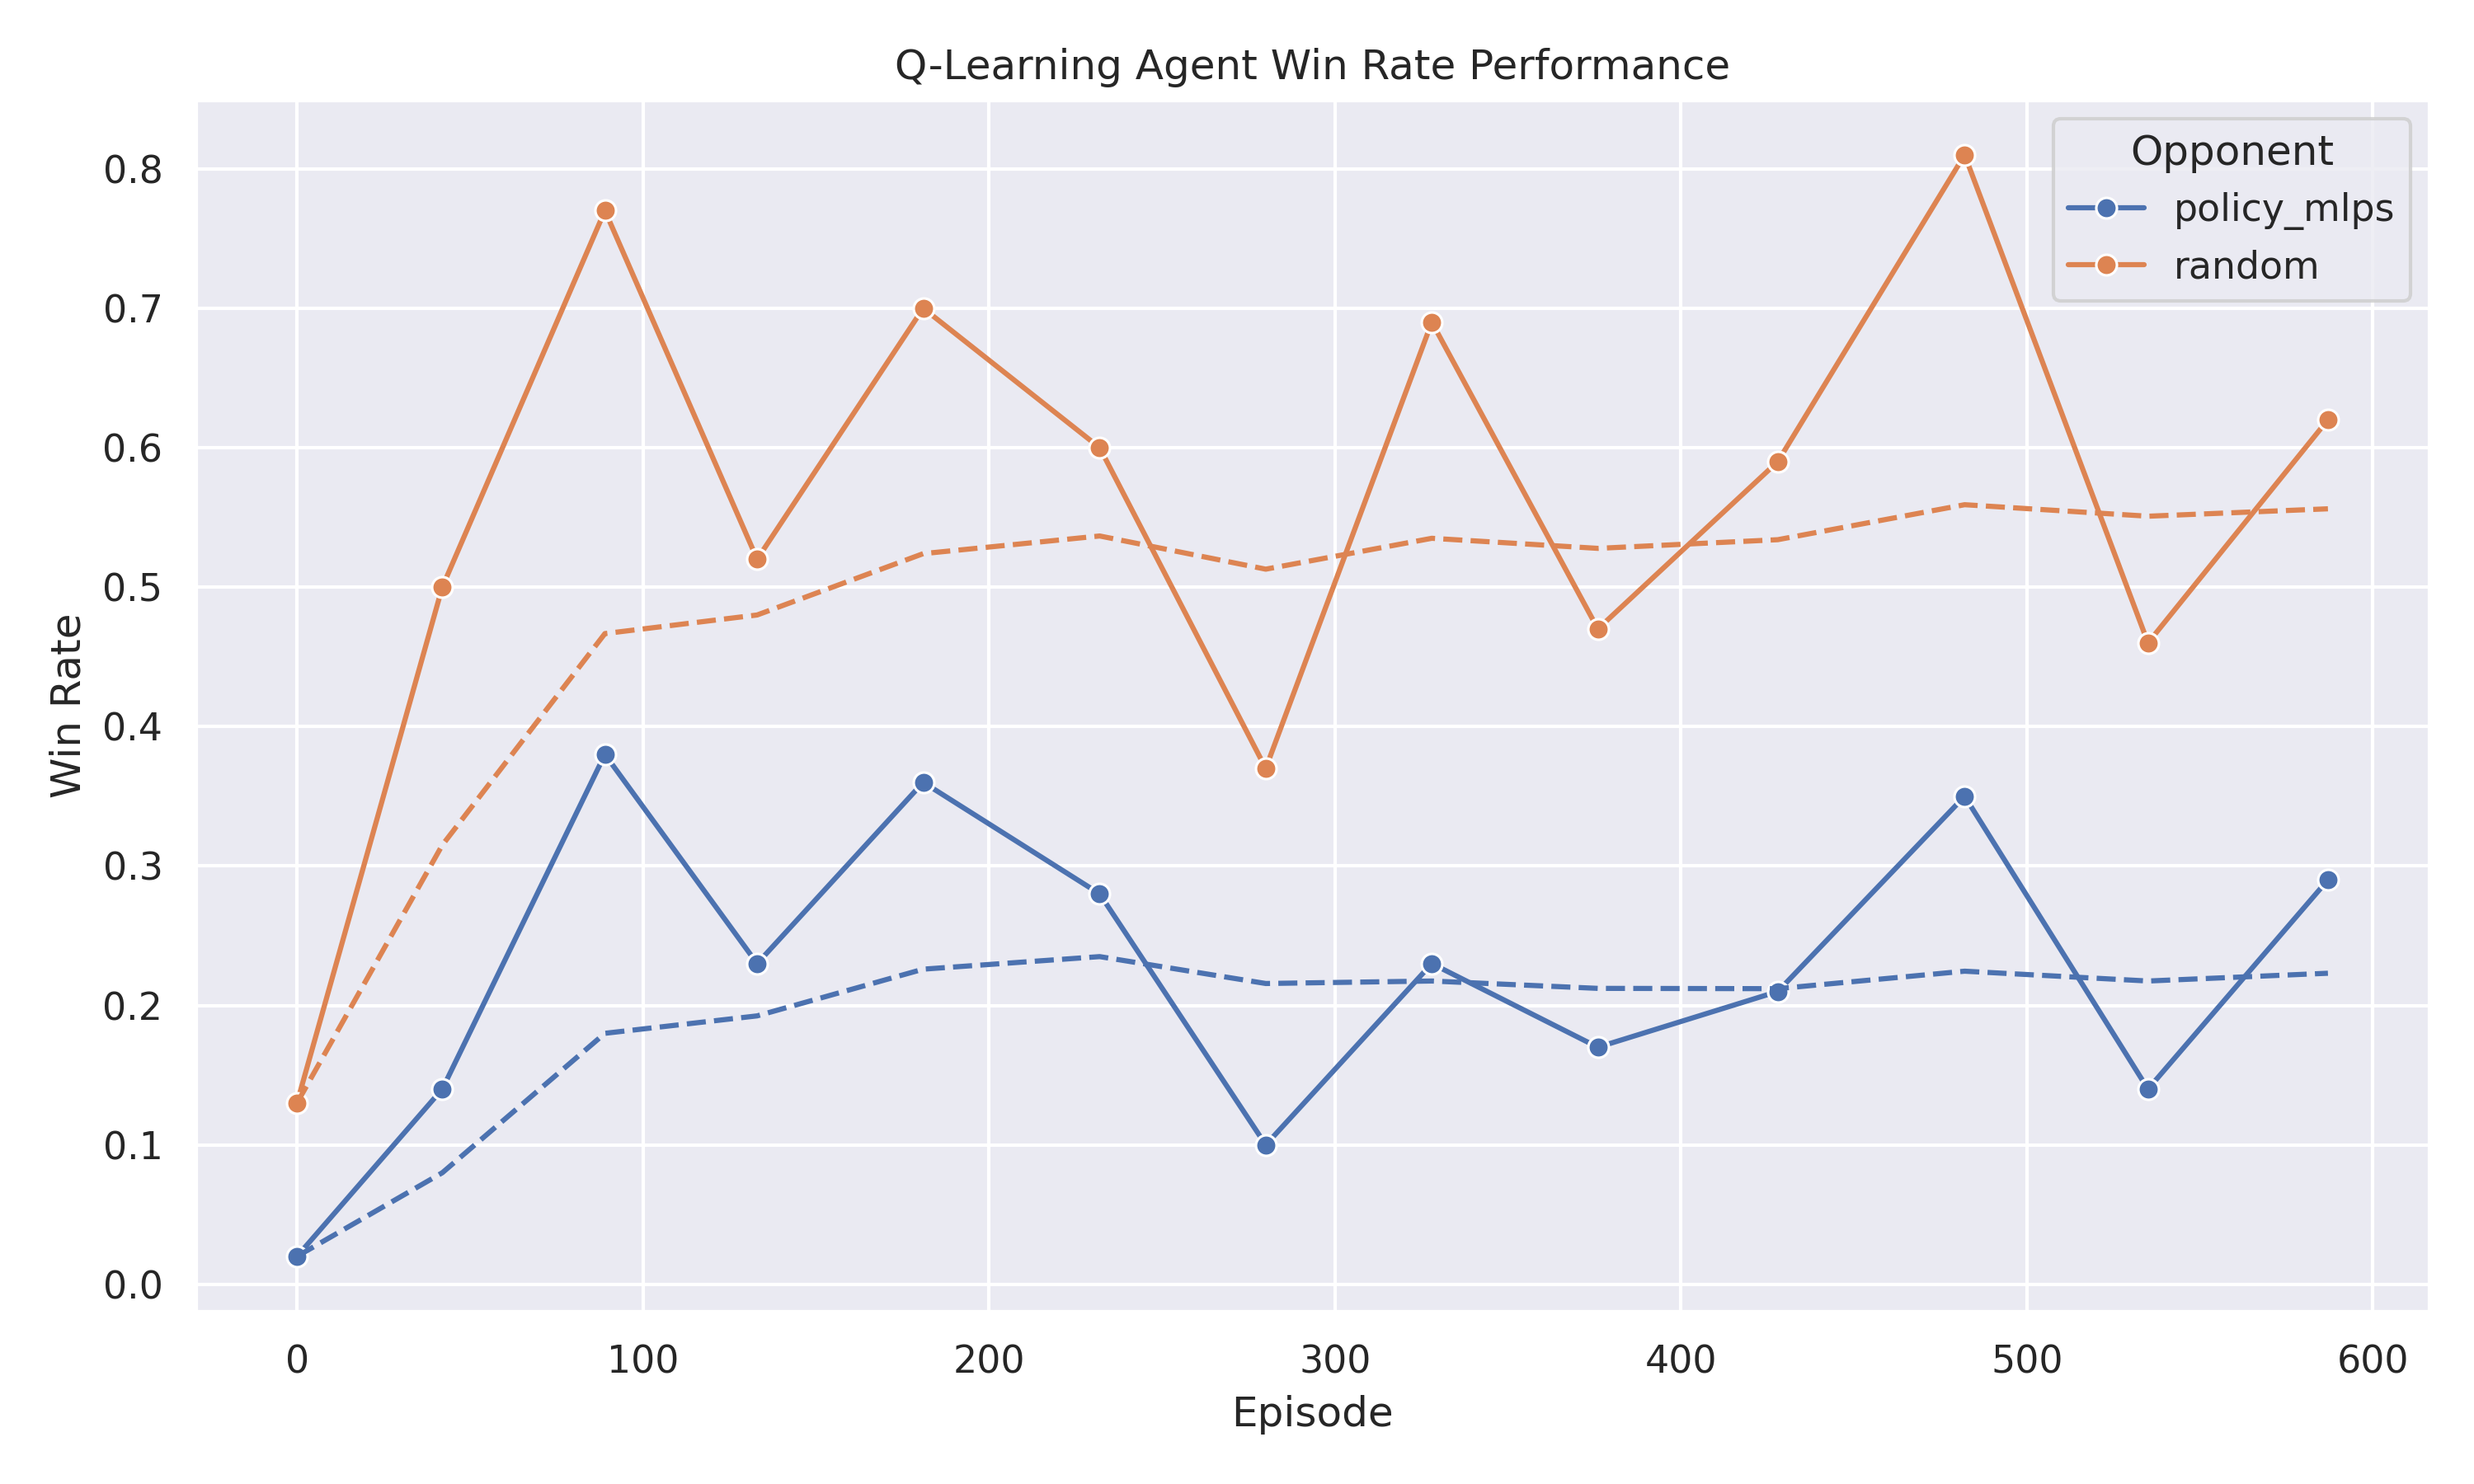 Q-Learning Agent Win Rate Performance
Opponent
policy_mlps
random
Win Rate
0.8
0.7
0.6
0.5
0.4
0.3
0.2
0.1
0.0
0 100 200 300 400 500 600
Episode